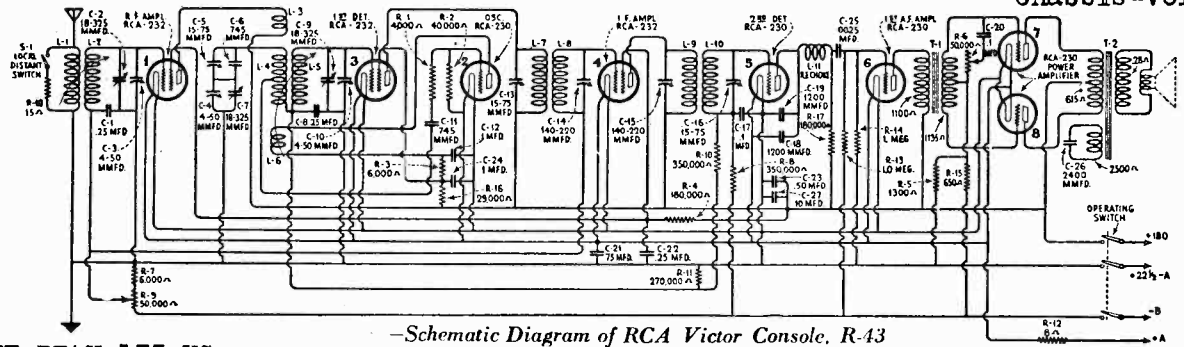 Chassis-Vol
S-1 LOCAL DISTANT SWITCH
L-1
L-2
R-10 15Ω
C-2 18-325 MMFD.
R.F. AMPL. RCA-232
C-1 .25 MFD.
C-3 4-50 MMFD.
1
C-5 15-75 MMFD.
C-6 745 MMFD.
C-4 4-50 MMFD.
C-7 18-325 MMFD.
L-3
L-4
L-5
L-6
C-9 18-325 MMFD.
C-8 .25 MFD.
C-10 4-50 MMFD.
1ST DET. RCA-232
3
R-1 4,000Ω
R-2 40,000Ω
OSC. RCA-230
2
C-11 745 MMFD.
C-12 .1 MFD.
R-3 6,000Ω
C-24 .1 MFD.
R-16 29,000Ω
C-13 15-75 MMFD.
L-7
L-8
C-14 140-220 MMFD.
I.F. AMPL. RCA-232
4
C-15 140-220 MMFD.
L-9
L-10
C-16 15-75 MMFD.
R-10 350,000Ω
R-4 180,000Ω
2ND DET. RCA-230
5
C-17 .1 MFD.
L-11 R.F. CHOKE
C-19 1200 MMFD.
R-17 180,000
C-18 1200 MMFD.
R-8 350,000Ω
C-23 .50 MFD.
C-27 10 MFD.
C-25 .0025 MFD.
1ST A.F. AMPL. RCA-230
6
R-14 1 MEG.
R-13 1.0 MEG.
R-5 1300Ω
1100Ω
T-1
1135Ω
R-15 650Ω
R-6 50,000Ω
C-20 .1 MFD.
7
RCA-230 POWER AMPLIFIER
8
T-2
.28Ω
615Ω
C-26 2400 MMFD.
2500Ω
C-21 .75 MFD.
C-22 .25 MFD.
R-11 270,000Ω
R-7 6,000Ω
R-9 50,000Ω
OPERATING SWITCH
+180
+22½-A
-B
R-12 .8Ω
+A
—Schematic Diagram of RCA Victor Console, R-43